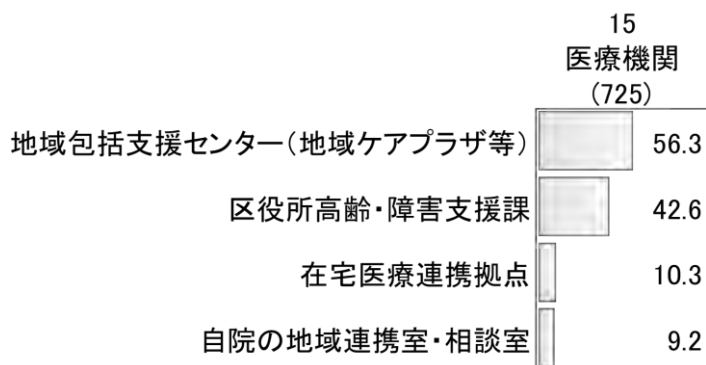 15
医療機関
(725)
地域包括支援センター(地域ケアプラザ等) 56.3
区役所高齢・障害支援課 42.6
在宅医療連携拠点 10.3
自院の地域連携室・相談室 9.2